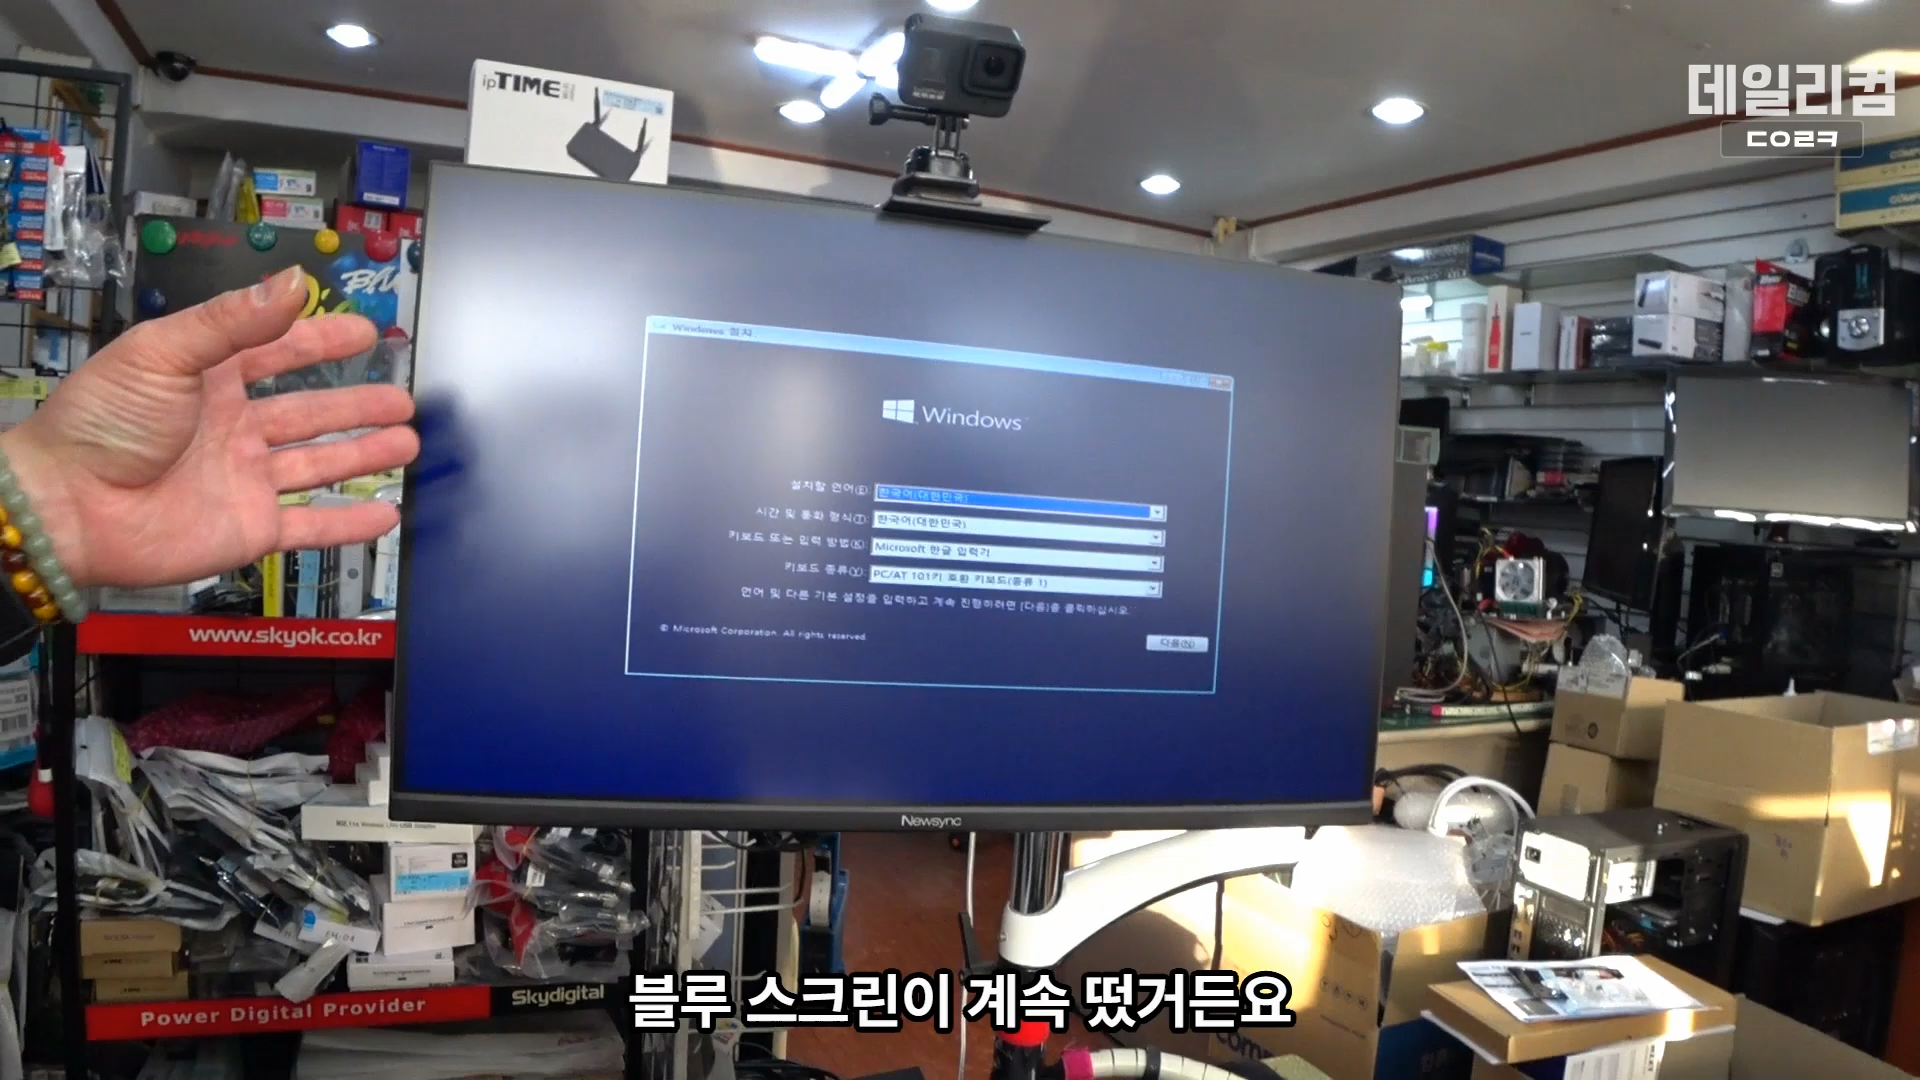 데일리컴
ㄷㅇㄹㅋ
ipTIME
Windows 설치
Windows
설치할 언어(E): 한국어(대한민국)
시간 및 통화 형식(T): 한국어(대한민국)
키보드 또는 입력 방법(K): Microsoft 한글 입력기
키보드 종류(Y): PC/AT 101키 호환 키보드(종류 1)
언어 및 다른 기본 설정을 입력하고 계속 진행하려면 [다음]을 클릭하십시오.
© Microsoft Corporation. All rights reserved.
다음(N)
Newsync
www.skyok.co.kr
Power Digital Provider
Skydigital
블루 스크린이 계속 떴거든요